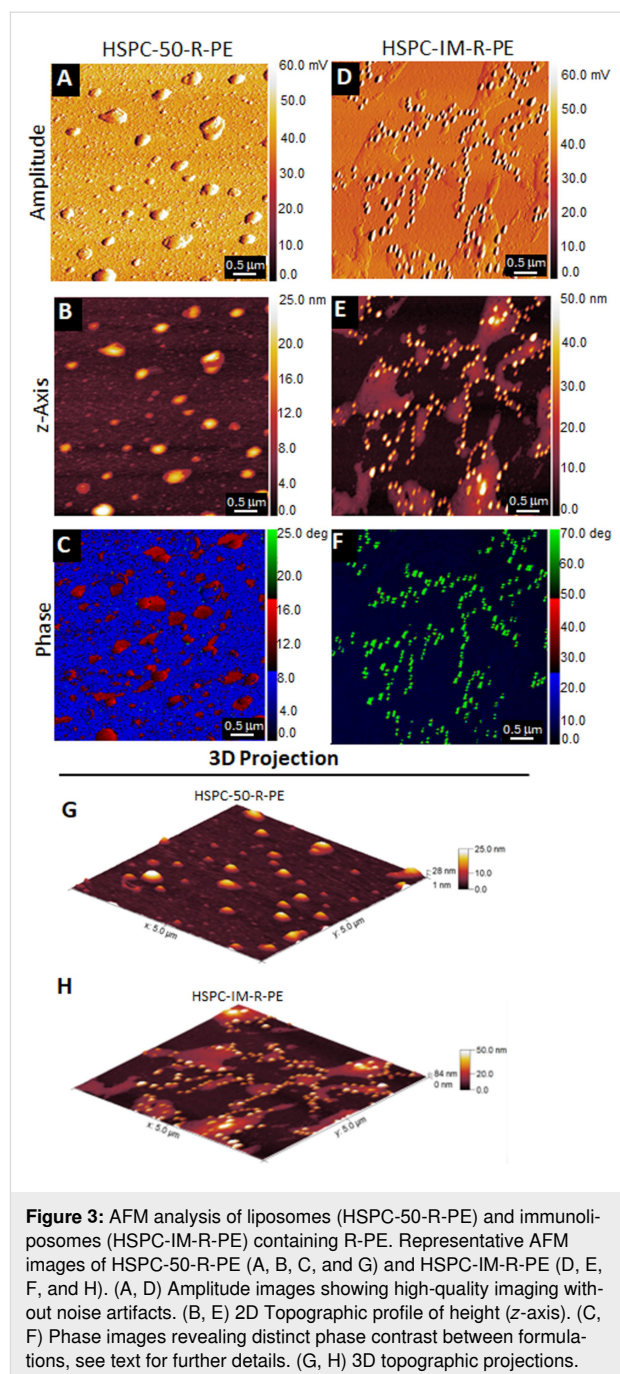 HSPC-50-R-PE
HSPC-IM-R-PE
Amplitude
A
60.0 mV
50.0
40.0
30.0
20.0
10.0
0.0
0.5 µm
D
60.0 mV
50.0
40.0
30.0
20.0
10.0
0.0
0.5 µm
z-Axis
B
25.0 nm
20.0
16.0
12.0
8.0
4.0
0.0
0.5 µm
E
50.0 nm
40.0
30.0
20.0
10.0
0.0
0.5 µm
Phase
C
25.0 deg
20.0
16.0
12.0
8.0
4.0
0.0
0.5 µm
F
70.0 deg
60.0
50.0
40.0
30.0
20.0
10.0
0.0
0.5 µm
3D Projection
G
HSPC-50-R-PE
25.0 nm
10.0
0.0
28 nm
1 nm
x: 5.0 µm
y: 5.0 µm
H
HSPC-IM-R-PE
50.0 nm
20.0
0.0
84 nm
0 nm
x: 5.0 µm
y: 5.0 µm
Figure 3: AFM analysis of liposomes (HSPC-50-R-PE) and immunoli-
posomes (HSPC-IM-R-PE) containing R-PE. Representative AFM
images of HSPC-50-R-PE (A, B, C, and G) and HSPC-IM-R-PE (D, E,
F, and H). (A, D) Amplitude images showing high-quality imaging with-
out noise artifacts. (B, E) 2D Topographic profile of height (z-axis). (C,
F) Phase images revealing distinct phase contrast between formula-
tions, see text for further details. (G, H) 3D topographic projections.